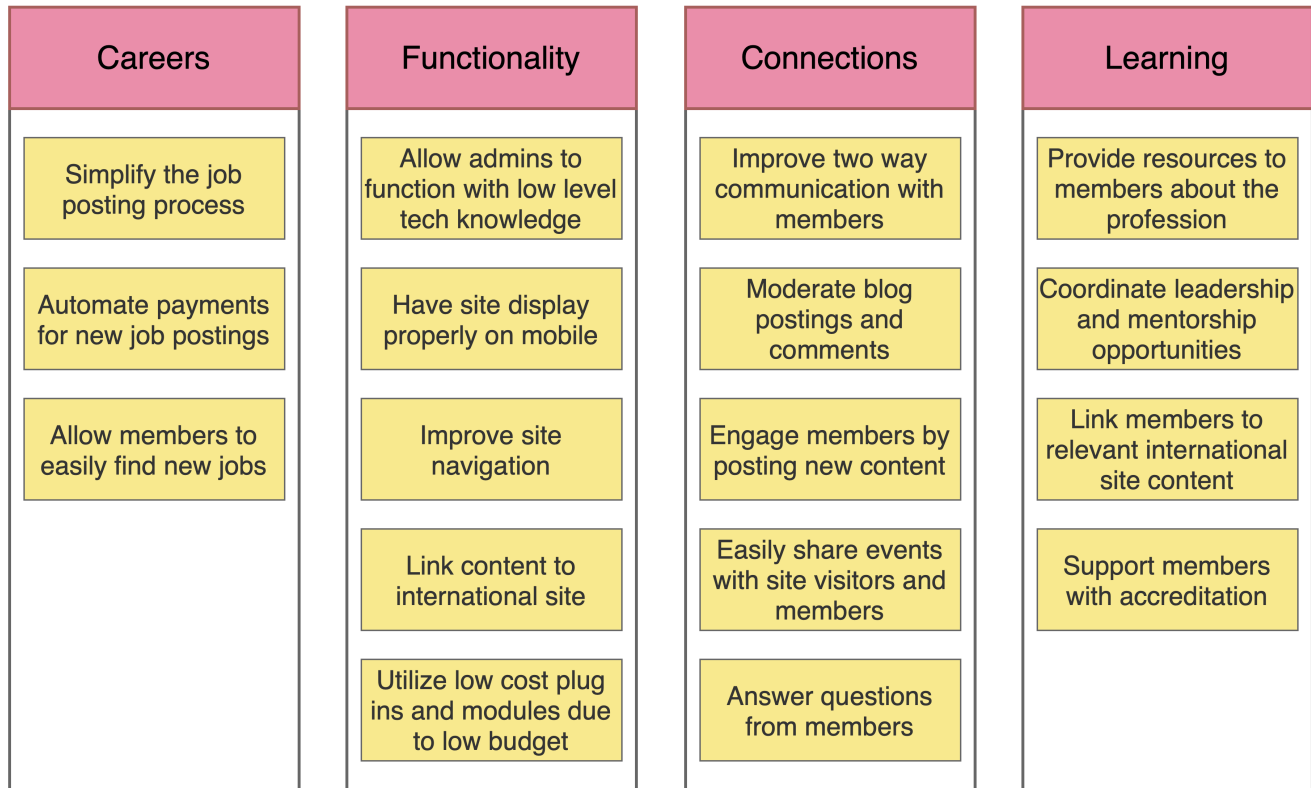 Careers
Simplify the job
posting process
Automate payments
for new job postings
Allow members to
easily find new jobs
Functionality
Allow admins to
function with low level
tech knowledge
Have site display
properly on mobile
Improve site
navigation
Link content to
international site
Utilize low cost plug
ins and modules due
to low budget
Connections
Improve two way
communication with
members
Moderate blog
postings and
comments
Engage members by
posting new content
Easily share events
with site visitors and
members
Answer questions
from members
Learning
Provide resources to
members about the
profession
Coordinate leadership
and mentorship
opportunities
Link members to
relevant international
site content
Support members
with accreditation